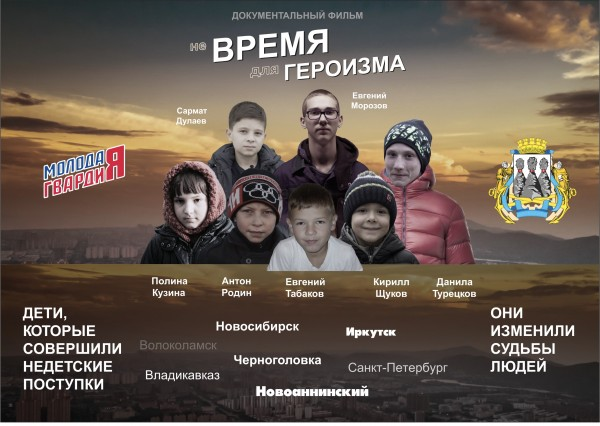 ДОКУМЕНТАЛЬНЫЙ ФИЛЬМ
не ВРЕМЯ
для ГЕРОИЗМА
Сармат
Дулаев
Евгений
Морозов
МОЛОДАЯ
ГВАРДИЯ
Полина
Кузина
Антон
Родин
Евгений
Табаков
Кирилл
Щуков
Данила
Турецков
ДЕТИ,
КОТОРЫЕ
СОВЕРШИЛИ
НЕДЕТСКИЕ
ПОСТУПКИ
Новосибирск
Иркутск
Волоколамск
Черноголовка
Санкт-Петербург
Владикавказ
Новоаннинский
ОНИ
ИЗМЕНИЛИ
СУДЬБЫ
ЛЮДЕЙ